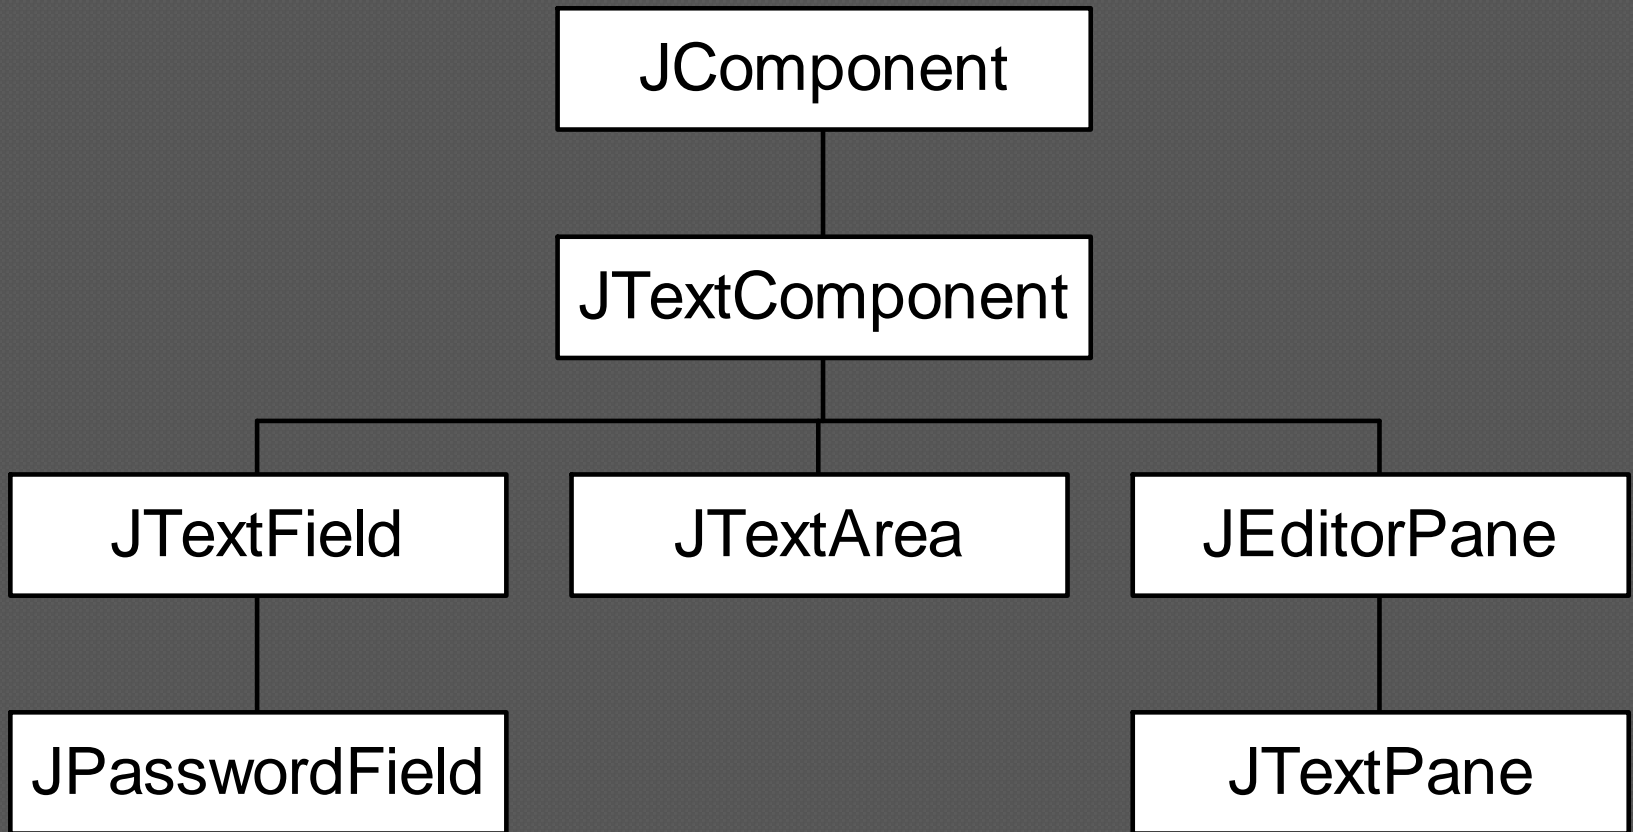 JComponent
JTextComponent
JTextField
JTextArea
JEditorPane
JPasswordField
JTextPane